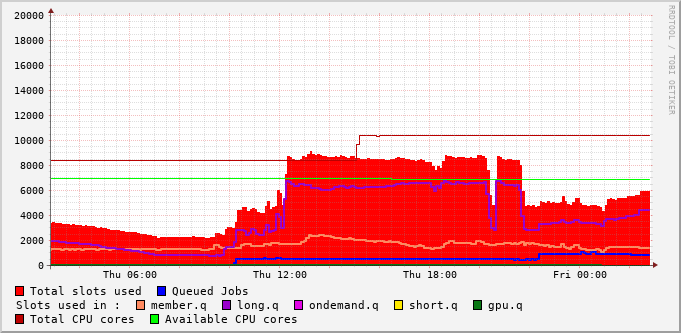 20000
18000
16000
14000
12000
10000
8000
6000
4000
2000
0
Thu 06:00 Thu 12:00 Thu 18:00 Fri 00:00
RRDTOOL / TOBI OETIKER
Total slots used Queued Jobs
Slots used in : member.q long.q ondemand.q short.q gpu.q
Total CPU cores Available CPU cores